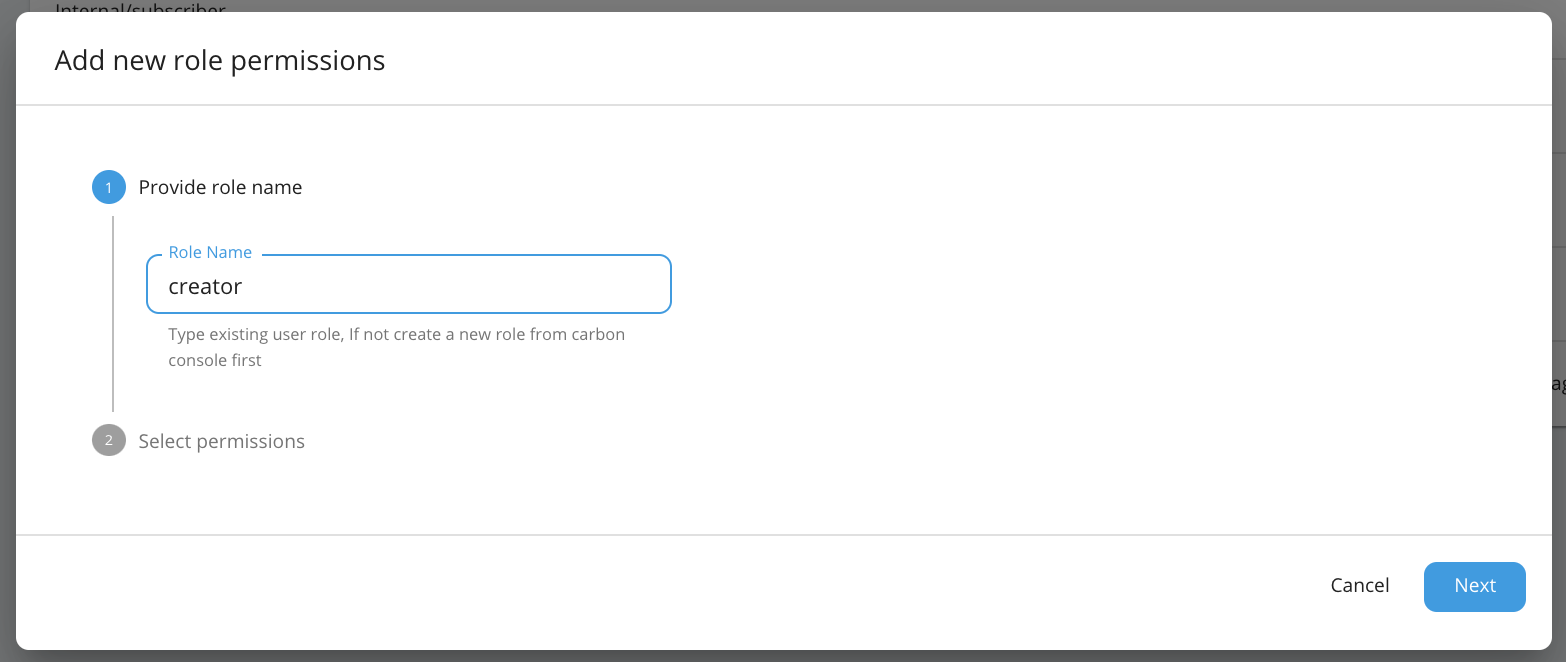 Internal/subscriber
Add new role permissions
1 Provide role name
Role Name
creator
Type existing user role, If not create a new role from carbon
console first
2 Select permissions
Cancel Next